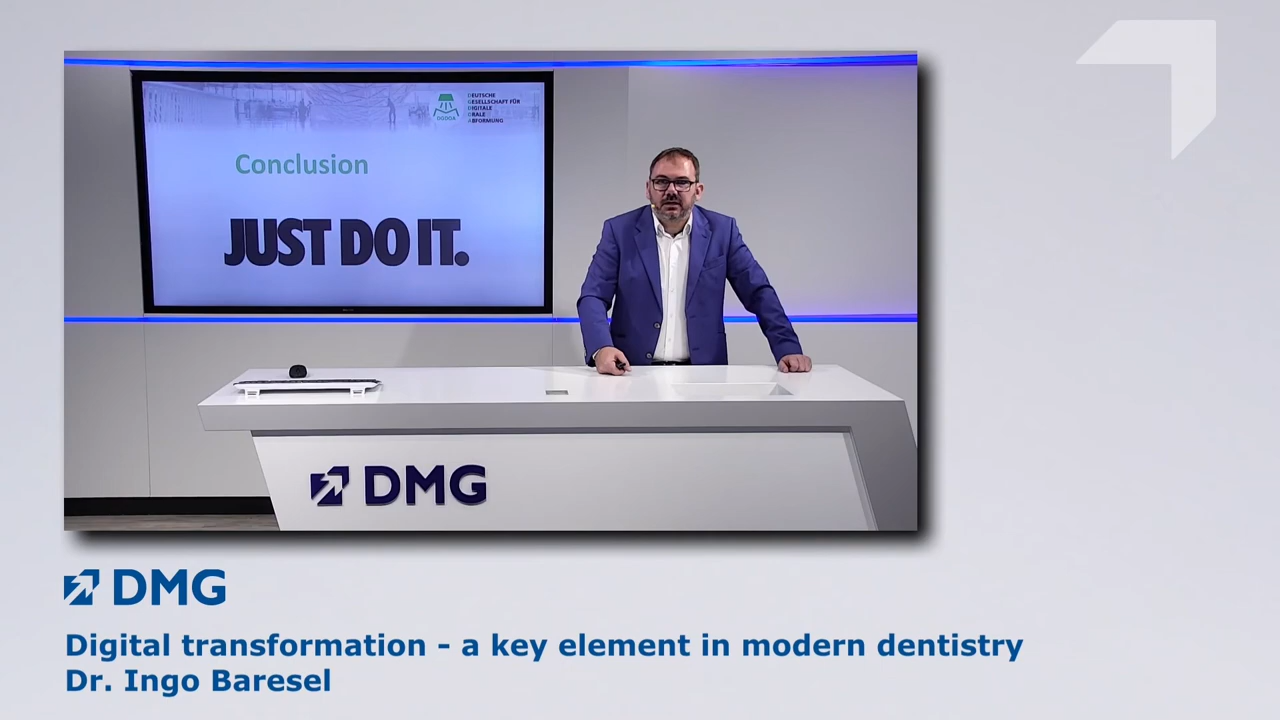 DEUTSCHE
GESELLSCHAFT FÜR
DIGITALE
ORALE
ABFORMUNG
DGDOA
Conclusion
JUST DO IT.
DMG
DMG
Digital transformation - a key element in modern dentistry
Dr. Ingo Baresel